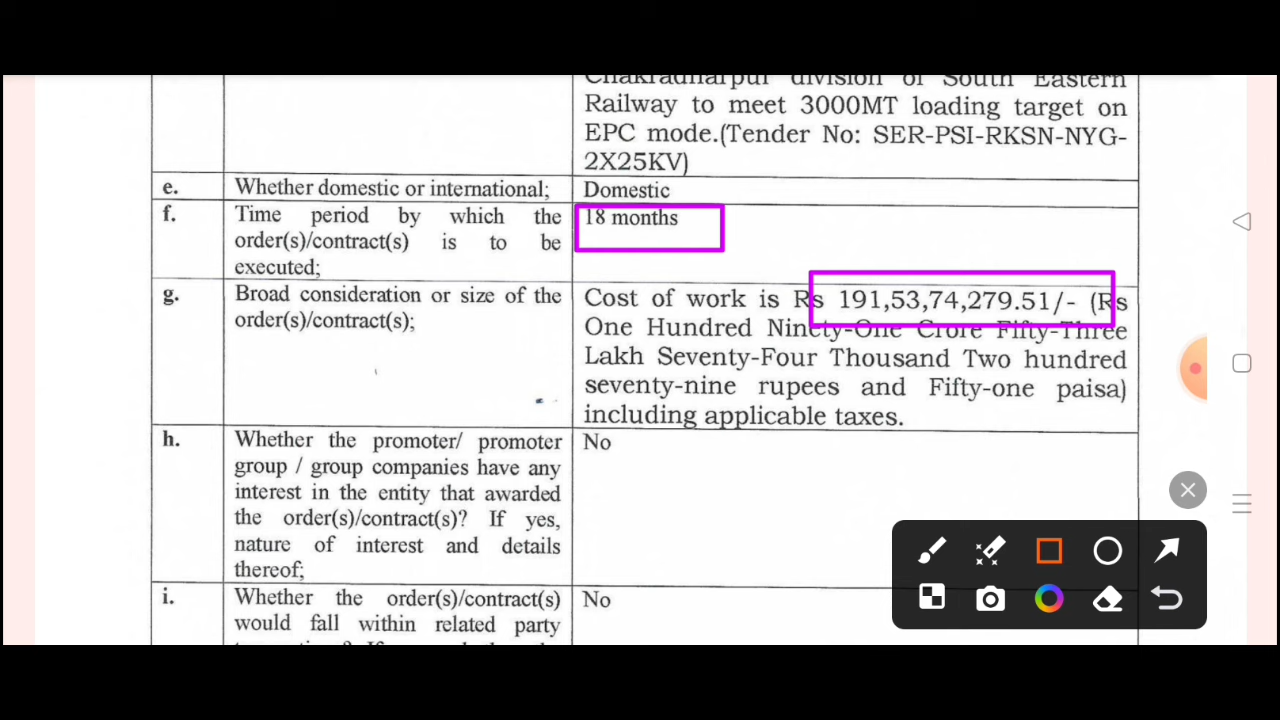 Chakradharpur division of South Eastern
Railway to meet 3000MT loading target on
EPC mode.(Tender No: SER-PSI-RKSN-NYG-
2X25KV)
e. Whether domestic or international; Domestic
f. Time period by which the 18 months
order(s)/contract(s) is to be
executed;
g. Broad consideration or size of the
order(s)/contract(s);
Cost of work is Rs 191,53,74,279.51/- (Rs
One Hundred Ninety-One Crore Fifty-Three
Lakh Seventy-Four Thousand Two hundred
seventy-nine rupees and Fifty-one paisa)
including applicable taxes.
h. Whether the promoter/ promoter No
group / group companies have any
interest in the entity that awarded
the order(s)/contract(s)? If yes,
nature of interest and details
thereof;
i. Whether the order(s)/contract(s) No
would fall within related party